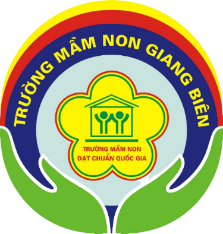 TRƯỜNG MẦM NON GIANG BIÊN
TRƯỜNG MẦM NON
ĐẠT CHUẨN QUỐC GIA